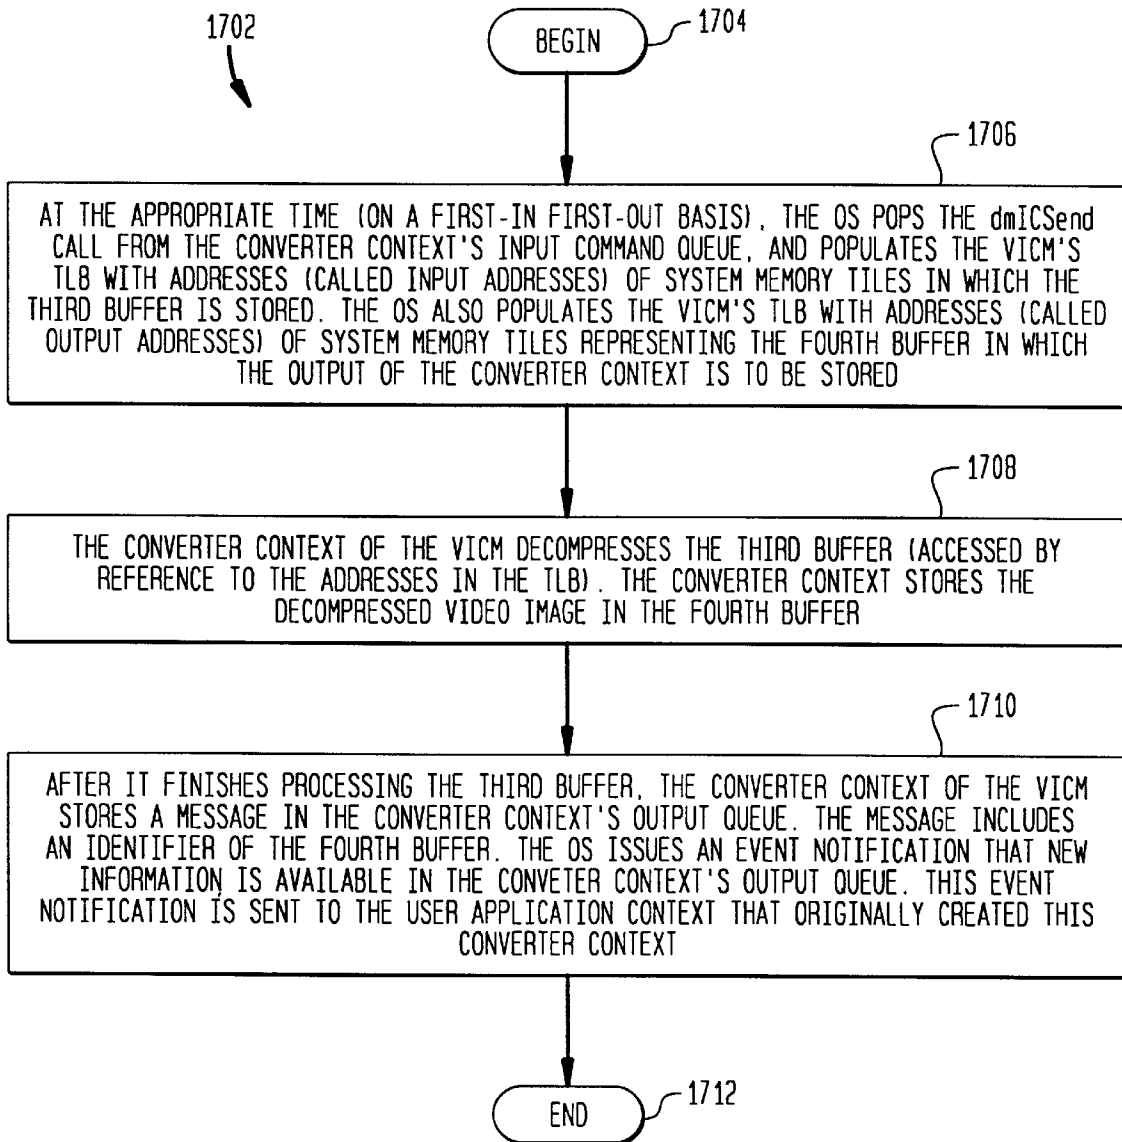 1702
BEGIN
1704
1706
AT THE APPROPRIATE TIME (ON A FIRST-IN FIRST-OUT BASIS), THE OS POPS THE dmICSend
CALL FROM THE CONVERTER CONTEXT'S INPUT COMMAND QUEUE, AND POPULATES THE VICM'S
TLB WITH ADDRESSES (CALLED INPUT ADDRESSES) OF SYSTEM MEMORY TILES IN WHICH THE
THIRD BUFFER IS STORED. THE OS ALSO POPULATES THE VICM'S TLB WITH ADDRESSES (CALLED
OUTPUT ADDRESSES) OF SYSTEM MEMORY TILES REPRESENTING THE FOURTH BUFFER IN WHICH
THE OUTPUT OF THE CONVERTER CONTEXT IS TO BE STORED
1708
THE CONVERTER CONTEXT OF THE VICM DECOMPRESSES THE THIRD BUFFER (ACCESSED BY
REFERENCE TO THE ADDRESSES IN THE TLB). THE CONVERTER CONTEXT STORES THE
DECOMPRESSED VIDEO IMAGE IN THE FOURTH BUFFER
1710
AFTER IT FINISHES PROCESSING THE THIRD BUFFER, THE CONVERTER CONTEXT OF THE VICM
STORES A MESSAGE IN THE CONVERTER CONTEXT'S OUTPUT QUEUE. THE MESSAGE INCLUDES
AN IDENTIFIER OF THE FOURTH BUFFER. THE OS ISSUES AN EVENT NOTIFICATION THAT NEW
INFORMATION IS AVAILABLE IN THE CONVETER CONTEXT'S OUTPUT QUEUE. THIS EVENT
NOTIFICATION IS SENT TO THE USER APPLICATION CONTEXT THAT ORIGINALLY CREATED THIS
CONVERTER CONTEXT
END
1712